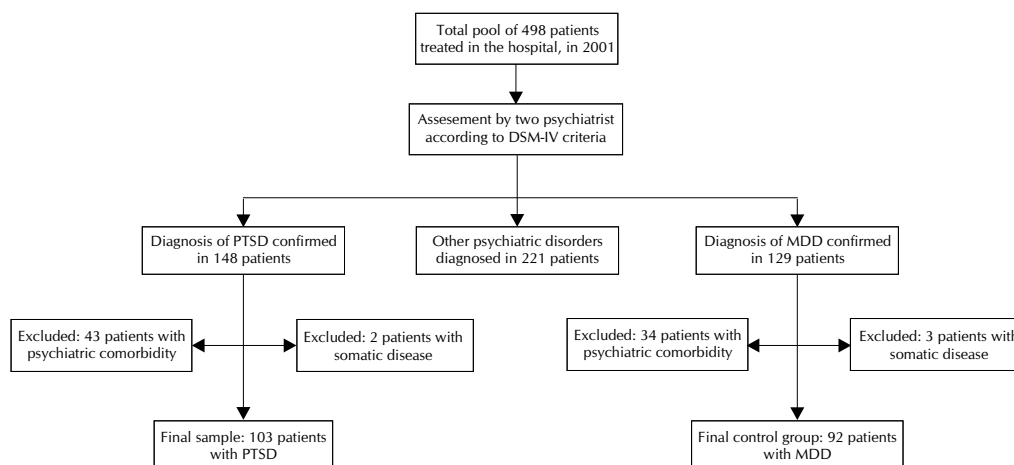 Total pool of 498 patients
treated in the hospital, in 2001
Assesement by two psychiatrist
according to DSM-IV criteria
Diagnosis of PTSD confirmed
in 148 patients
Other psychiatric disorders
diagnosed in 221 patients
Diagnosis of MDD confirmed
in 129 patients
Excluded: 43 patients with
psychiatric comorbidity
Excluded: 2 patients with
somatic disease
Excluded: 34 patients with
psychiatric comorbidity
Excluded: 3 patients with
somatic disease
Final sample: 103 patients
with PTSD
Final control group: 92 patients
with MDD